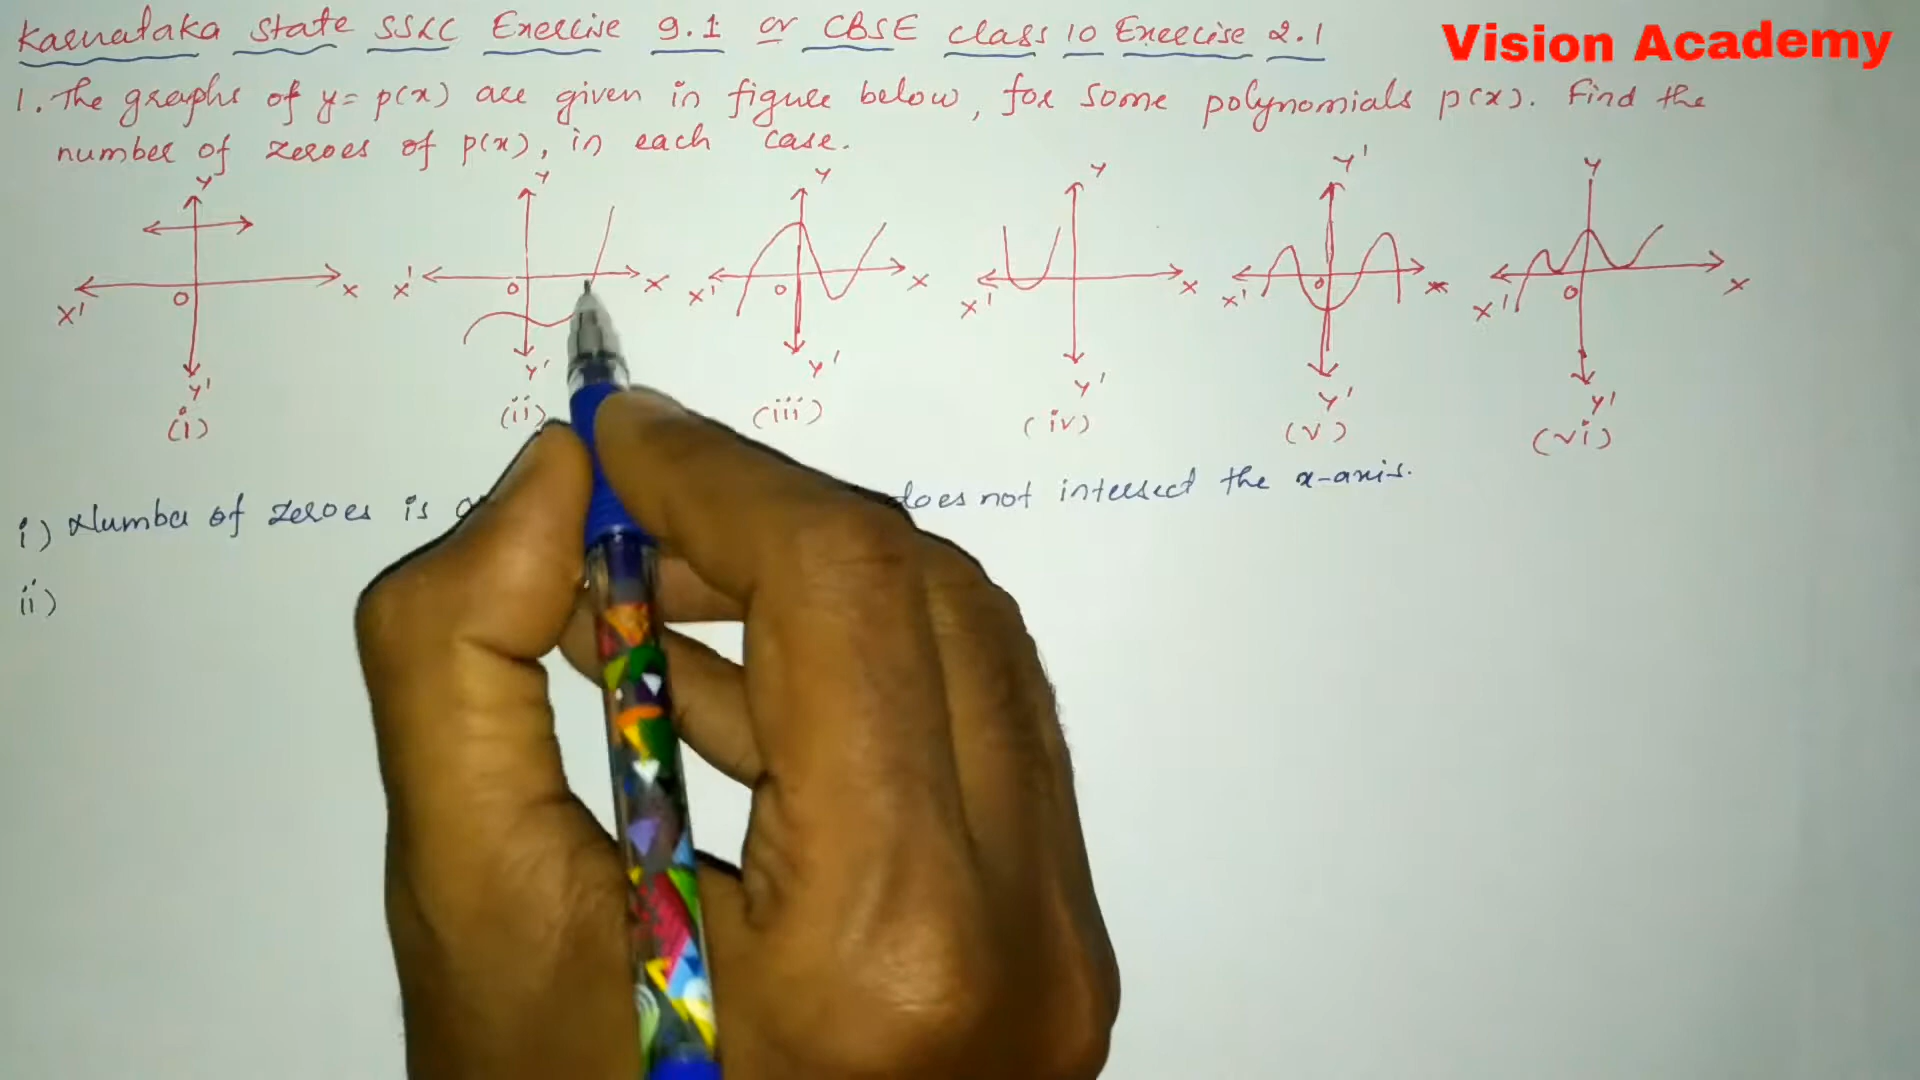 Karnataka State SSLC Exercise 9.1 or CBSE class 10 Exercise 2.1
Vision Academy
1. The graphs of y= p(x) are given in figure below, for some polynomials p(x). Find the
number of zeroes of p(x), in each case.
Y Y Y Y Y' Y
X' O X X' O X X' O X X' X X' O X X' O X
Y' Y' Y' Y' Y' Y'
(i) (ii) (iii) (iv) (v) (vi)
i) Number of zeroes is does not intersect the x-axis.
ii)